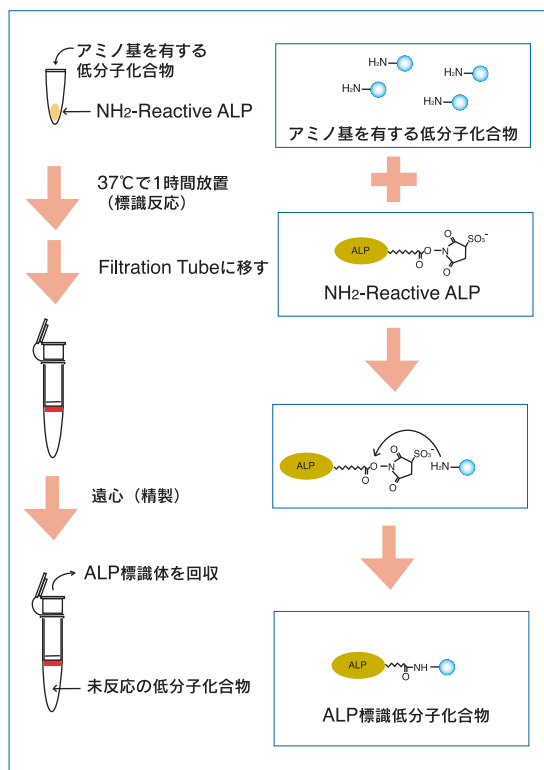 アミノ基を有する
低分子化合物
NH2-Reactive ALP
37℃で1時間放置
（標識反応）
Filtration Tubeに移す
遠心（精製）
ALP標識体を回収
未反応の低分子化合物
H2N
H2N
H2N
H2N
アミノ基を有する低分子化合物
ALP
O
O
O
N
O
O
SO3-
NH2-Reactive ALP
ALP
O
O
O
N
O
SO3-
H2N
ALP
O
NH
ALP標識低分子化合物